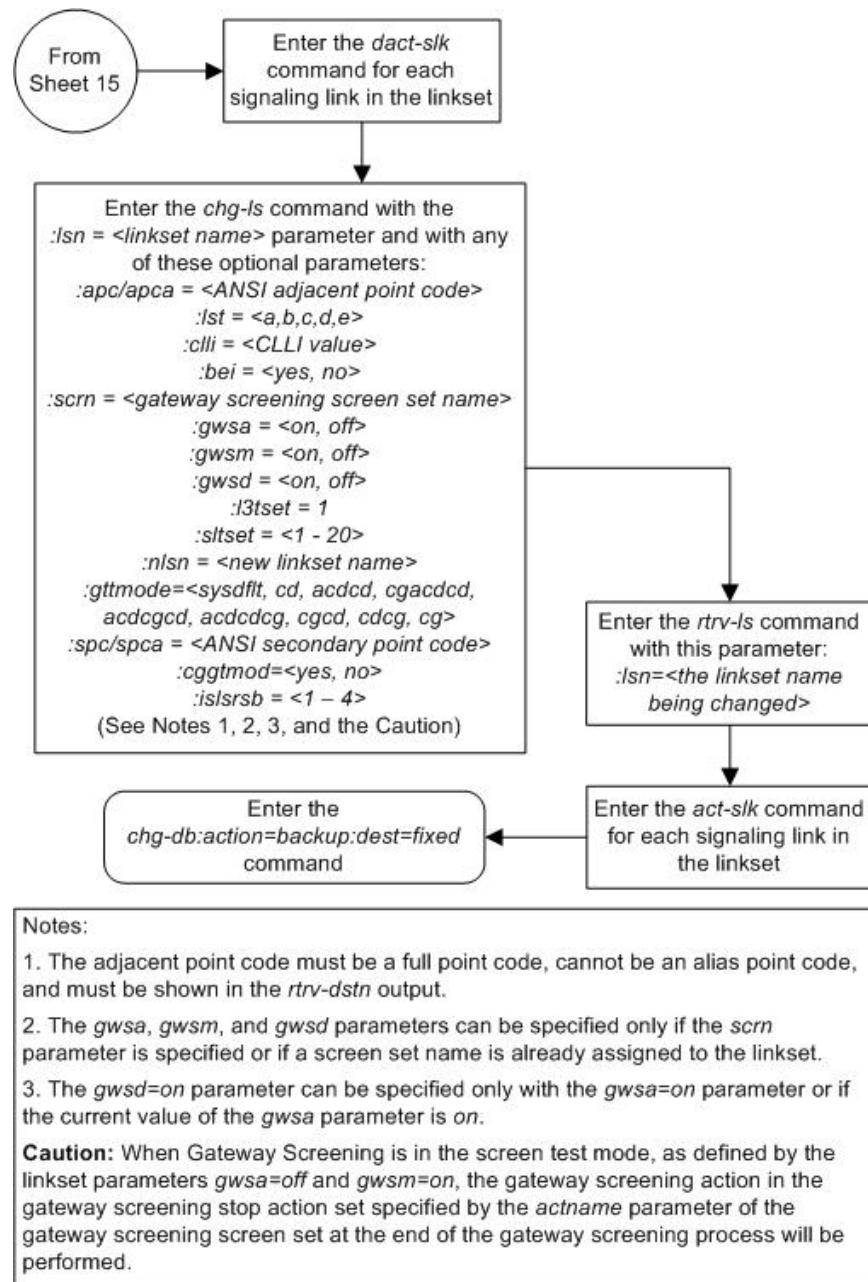 From
Sheet 15
Enter the dact-slk
command for each
signaling link in the linkset
Enter the chg-ls command with the
:lsn = <linkset name> parameter and with any
of these optional parameters:
:apc/apca = <ANSI adjacent point code>
:lst = <a,b,c,d,e>
:clli = <CLLI value>
:bei = <yes, no>
:scrn = <gateway screening screen set name>
:gwsa = <on, off>
:gwsm = <on, off>
:gwsd = <on, off>
:l3tset = 1
:sltset = <1 - 20>
:nlsn = <new linkset name>
:gttmode=<sysdflt, cd, acdcd, cgacdcd,
acdcgcd, acdcdcg, cgcd, cdcg, cg>
:spc/spca = <ANSI secondary point code>
:cggtmod=<yes, no>
:islsrsb = <1 – 4>
(See Notes 1, 2, 3, and the Caution)
Enter the rtrv-ls command
with this parameter:
:lsn=<the linkset name
being changed>
Enter the act-slk command
for each signaling link in
the linkset
Enter the
chg-db:action=backup:dest=fixed
command
Notes:
1. The adjacent point code must be a full point code, cannot be an alias point code,
and must be shown in the rtrv-dstn output.
2. The gwsa, gwsm, and gwsd parameters can be specified only if the scrn
parameter is specified or if a screen set name is already assigned to the linkset.
3. The gwsd=on parameter can be specified only with the gwsa=on parameter or if
the current value of the gwsa parameter is on.
Caution: When Gateway Screening is in the screen test mode, as defined by the
linkset parameters gwsa=off and gwsm=on, the gateway screening action in the
gateway screening stop action set specified by the actname parameter of the
gateway screening screen set at the end of the gateway screening process will be
performed.